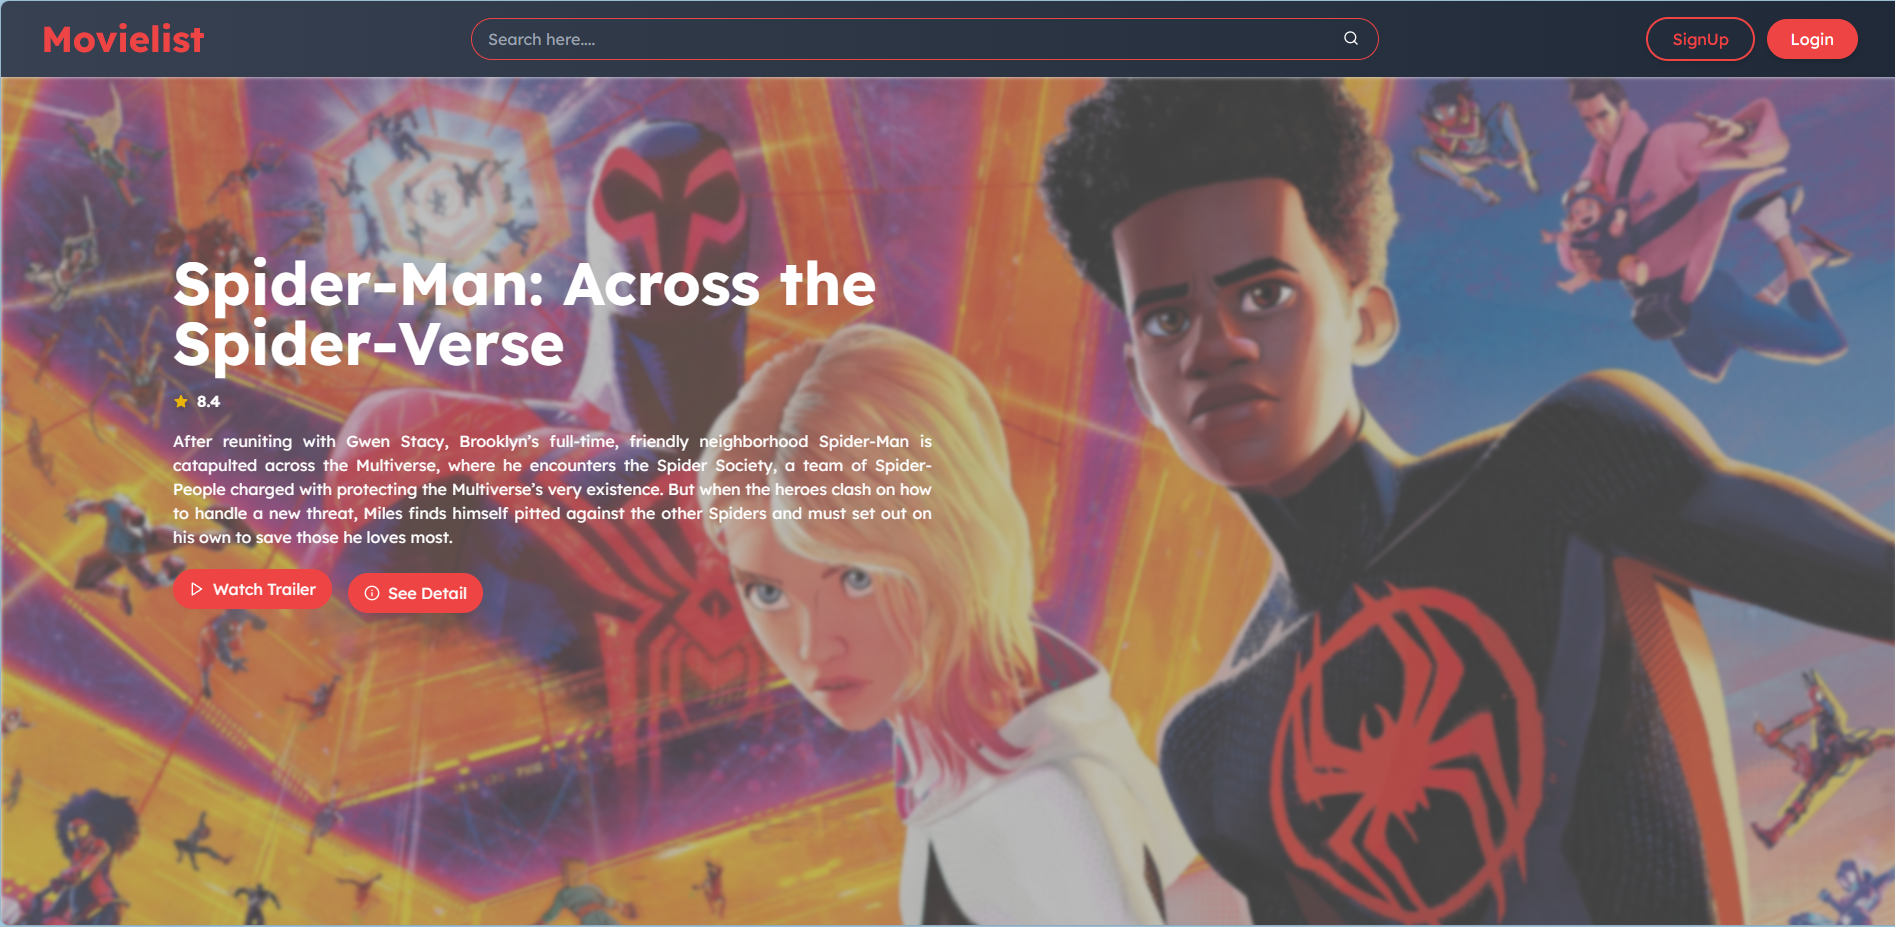 Movielist
Search here....
SignUp
Login
Spider-Man: Across the
Spider-Verse
8.4
After reuniting with Gwen Stacy, Brooklyn’s full-time, friendly neighborhood Spider-Man is
catapulted across the Multiverse, where he encounters the Spider Society, a team of Spider-
People charged with protecting the Multiverse’s very existence. But when the heroes clash on how
to handle a new threat, Miles finds himself pitted against the other Spiders and must set out on
his own to save those he loves most.
Watch Trailer
See Detail